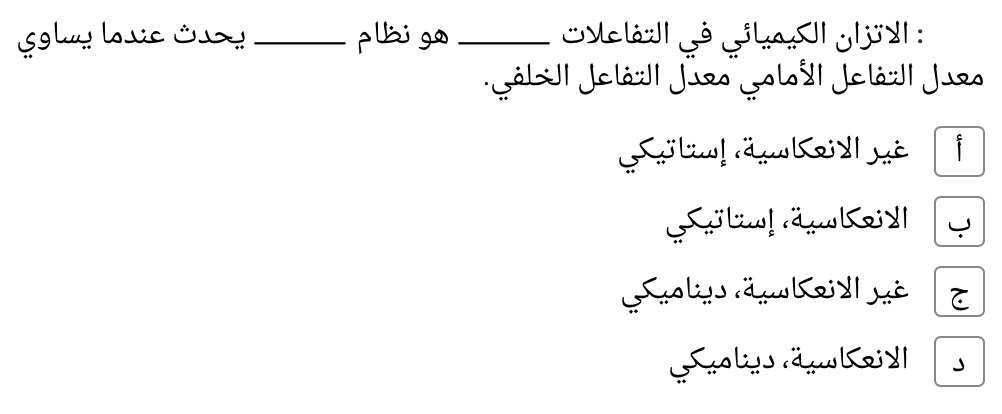 : الاتزان الكيميائي في التفاعلات ______ هو نظام ______ يحدث عندما يساوي
معدل التفاعل الأمامي معدل التفاعل الخلفي.
أ غير الانعكاسية، إستاتيكي
ب الانعكاسية، إستاتيكي
ج غير الانعكاسية، ديناميكي
د الانعكاسية، ديناميكي